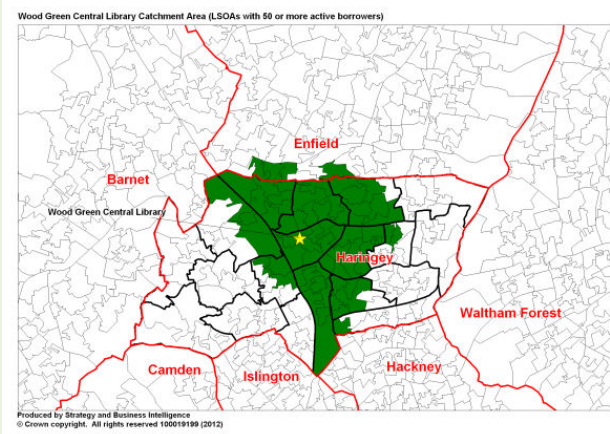 Wood Green Central Library Catchment Area (LSOAs with 50 or more active borrowers)
Enfield
Barnet
Wood Green Central Library
Haringey
Waltham Forest
Camden
Islington
Hackney
Produced by Strategy and Business Intelligence
© Crown copyright. All rights reserved 100019199 (2012)